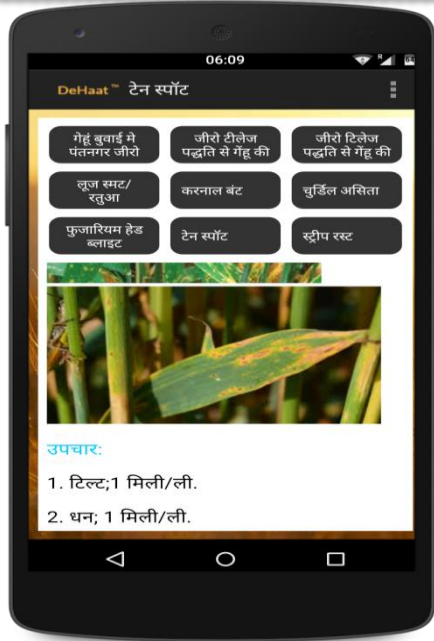 06:09
R
DeHaat™ टेन स्पॉट
गेहूं बुवाई मे
पंतनगर जीरो
जीरो टीलेज
पद्धति से गेंहू की
जीरो टिलेज
पद्धति से गेंहू की
लूज स्मट/
रतुआ
करनाल बंट
चुर्डिल असिता
फुजारियम हेड
ब्लाइट
टेन स्पॉट
स्ट्रीप रस्ट
उपचार:
1. टिल्ट;1 मिली/ली.
2. धन; 1 मिली/ली.